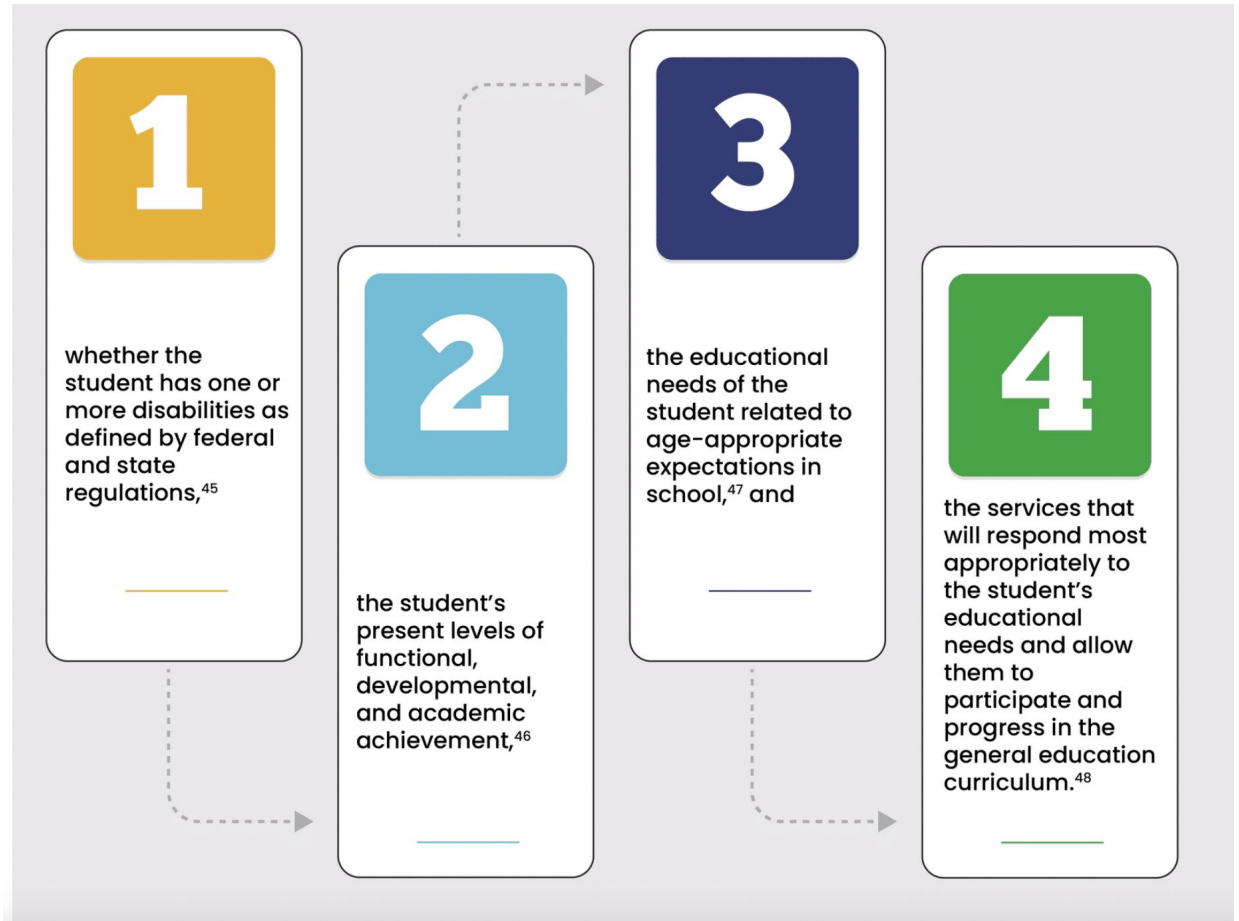 1
whether the
student has one or
more disabilities as
defined by federal
and state
regulations,⁴⁵
2
the student’s
present levels of
functional,
developmental,
and academic
achievement,⁴⁶
3
the educational
needs of the
student related to
age-appropriate
expectations in
school,⁴⁷ and
4
the services that
will respond most
appropriately to
the student’s
educational
needs and allow
them to
participate and
progress in the
general education
curriculum.⁴⁸